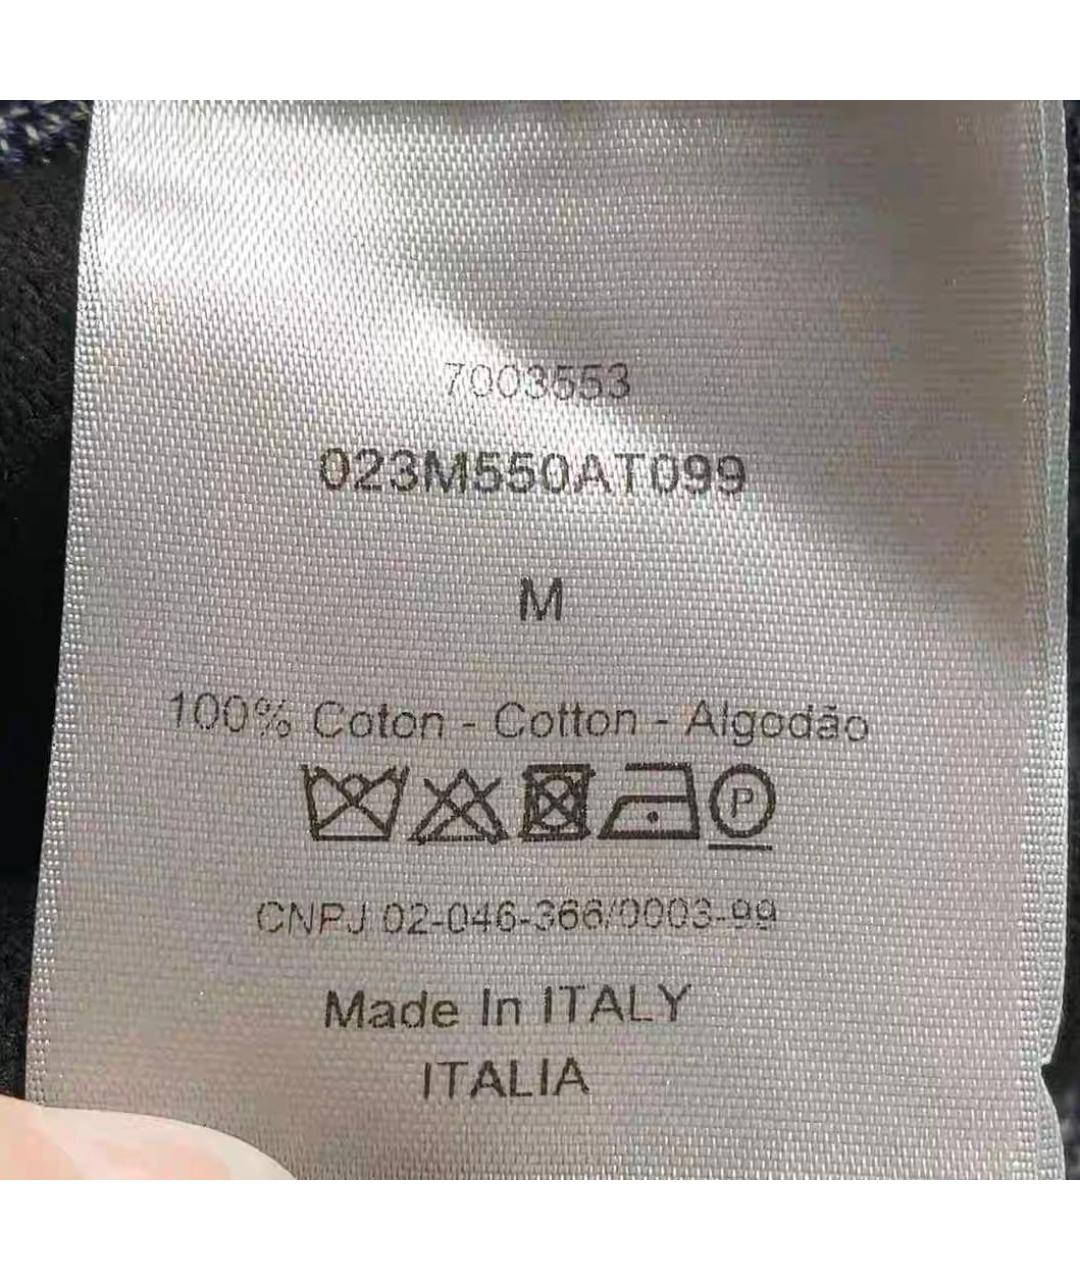 7003553
023M550AT099
M
100% Coton - Cotton - Algodão
P
CNPJ 02-046-366/0003-99
Made In ITALY
ITALIA